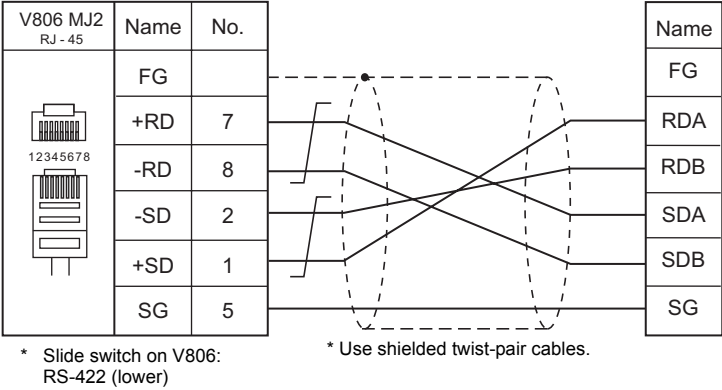 V806 MJ2
RJ - 45
Name No.
FG
+RD 7
-RD 8
-SD 2
+SD 1
SG 5
12345678
Name
FG
RDA
RDB
SDA
SDB
SG
* Slide switch on V806:
RS-422 (lower)
* Use shielded twist-pair cables.